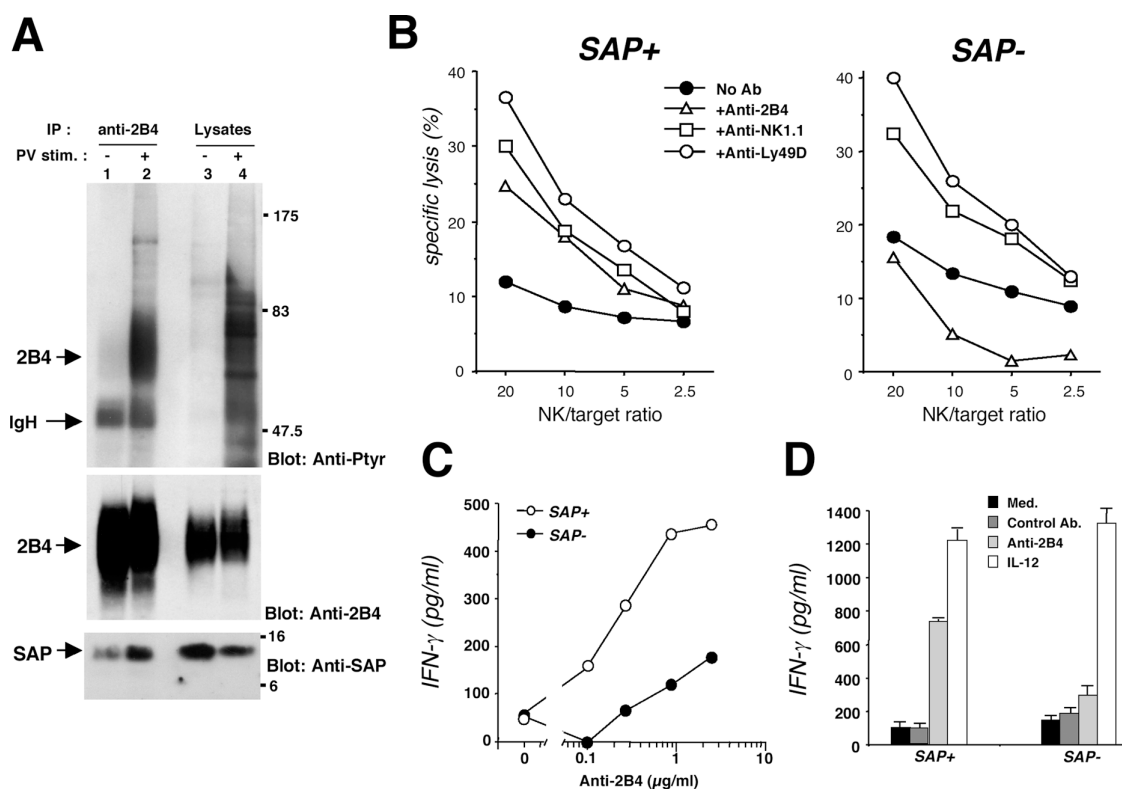 A
IP : anti-2B4 Lysates
PV stim. : - + - +
1 2 3 4
175
83
2B4
IgH
47.5
Blot: Anti-Ptyr
2B4
Blot: Anti-2B4
16
SAP
Blot: Anti-SAP
6
B
SAP+
SAP-
No Ab
+Anti-2B4
+Anti-NK1.1
+Anti-Ly49D
specific lysis (%)
40
30
20
10
0
20 10 5 2.5
NK/target ratio
40
30
20
10
0
20 10 5 2.5
NK/target ratio
C
SAP+
SAP-
IFN-γ (pg/ml)
500
400
300
200
100
0
0 0.1 1 10
Anti-2B4 (µg/ml)
D
Med.
Control Ab.
Anti-2B4
IL-12
IFN-γ (pg/ml)
1400
1200
1000
800
600
400
200
0
SAP+ SAP-